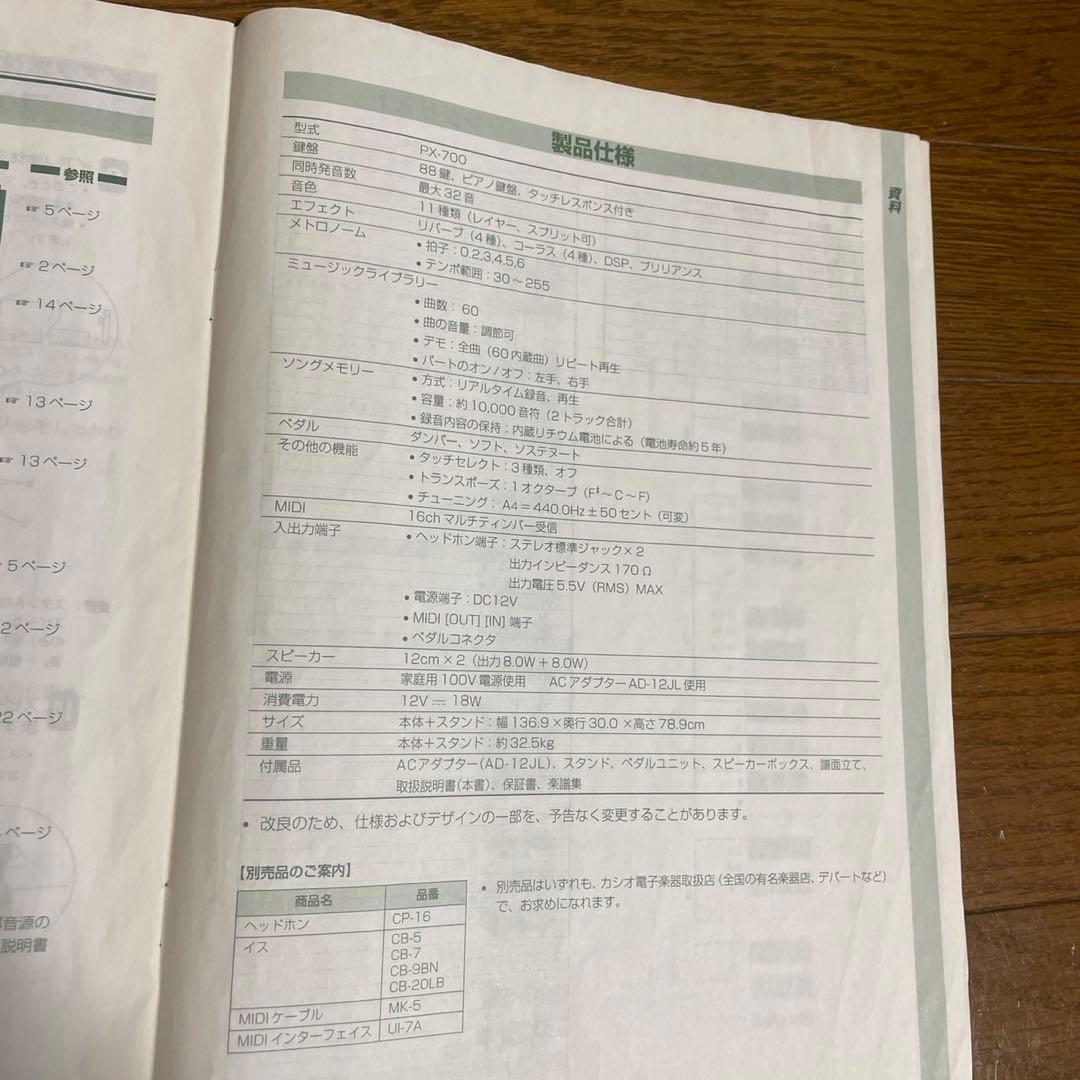 参照
☞ 5ページ
☞ 2ページ
☞ 14ページ
☞ 13ページ
☞ 13ページ
5ページ
2ページ
22ページ
ページ
音源の
説明書
資料
製品仕様
型式 PX-700
鍵盤 88鍵、ピアノ鍵盤、タッチレスポンス付き
同時発音数 最大32音
音色 11種類（レイヤー、スプリット可）
エフェクト リバーブ（4種）、コーラス（4種）、DSP、ブリリアンス
メトロノーム • 拍子：0,2,3,4,5,6
• テンポ範囲：30～255
ミュージックライブラリー
• 曲数：60
• 曲の音量：調節可
• デモ：全曲（60内蔵曲）リピート再生
• パートのオン/オフ：左手、右手
ソングメモリー • 方式：リアルタイム録音、再生
• 容量：約10,000音符（2トラック合計）
• 録音内容の保持：内蔵リチウム電池による（電池寿命約5年）
ペダル ダンパー、ソフト、ソステヌート
その他の機能 • タッチセレクト：3種類、オフ
• トランスポーズ：1オクターブ（F♯～C～F）
• チューニング：A4＝440.0Hz±50セント（可変）
MIDI 16chマルチティンバー受信
入出力端子 • ヘッドホン端子：ステレオ標準ジャック×2
出力インピーダンス170Ω
出力電圧5.5V（RMS）MAX
• 電源端子：DC12V
• MIDI [OUT] [IN] 端子
• ペダルコネクタ
スピーカー 12cm×2（出力8.0W＋8.0W）
電源 家庭用100V電源使用 ACアダプターAD-12JL使用
消費電力 12V ⎓ 18W
サイズ 本体＋スタンド：幅136.9×奥行30.0×高さ78.9cm
重量 本体＋スタンド：約32.5kg
付属品 ACアダプター(AD-12JL)、スタンド、ペダルユニット、スピーカーボックス、譜面立て、
取扱説明書(本書)、保証書、楽譜集
• 改良のため、仕様およびデザインの一部を、予告なく変更することがあります。
【別売品のご案内】
商品名 品番
ヘッドホン CP-16
イス CB-5
CB-7
CB-9BN
CB-20LB
MIDIケーブル MK-5
MIDIインターフェイス UI-7A
• 別売品はいずれも、カシオ電子楽器取扱店（全国の有名楽器店、デパートなど）
で、お求めになれます。